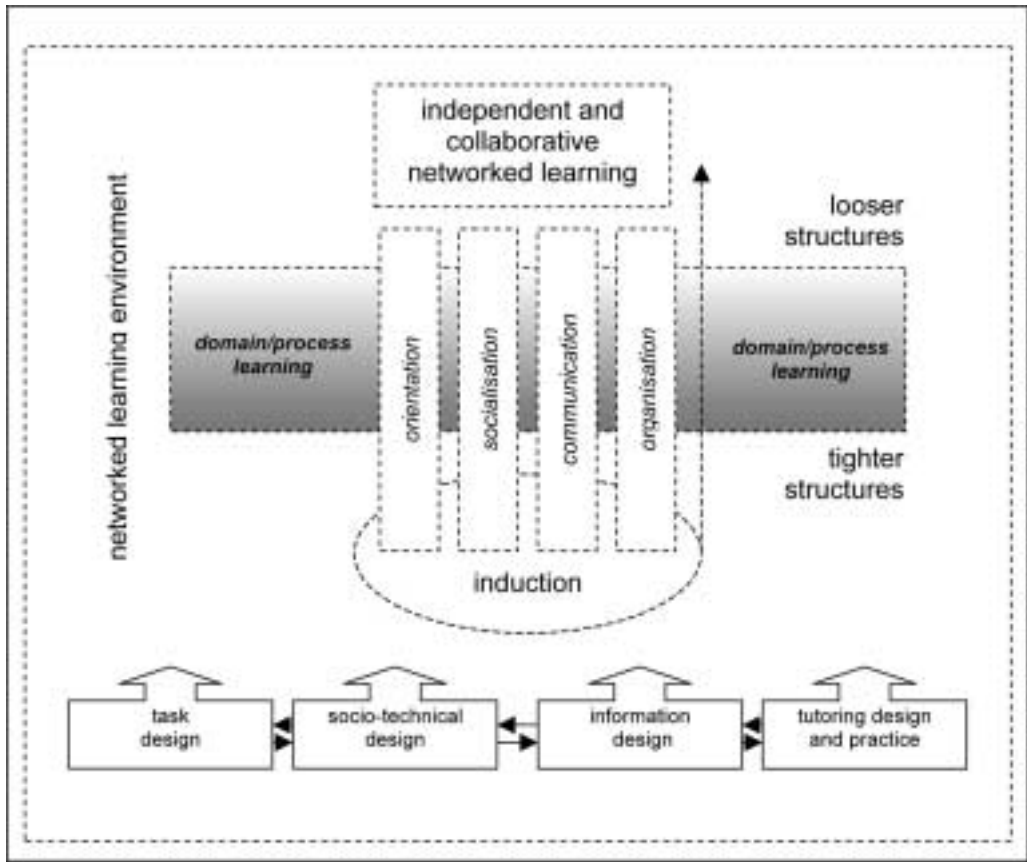 independent and
collaborative
networked learning
networked learning environment
looser
structures
domain/process
learning
orientation
socialisation
communication
organisation
domain/process
learning
tighter
structures
induction
task
design
socio-technical
design
information
design
tutoring design
and practice